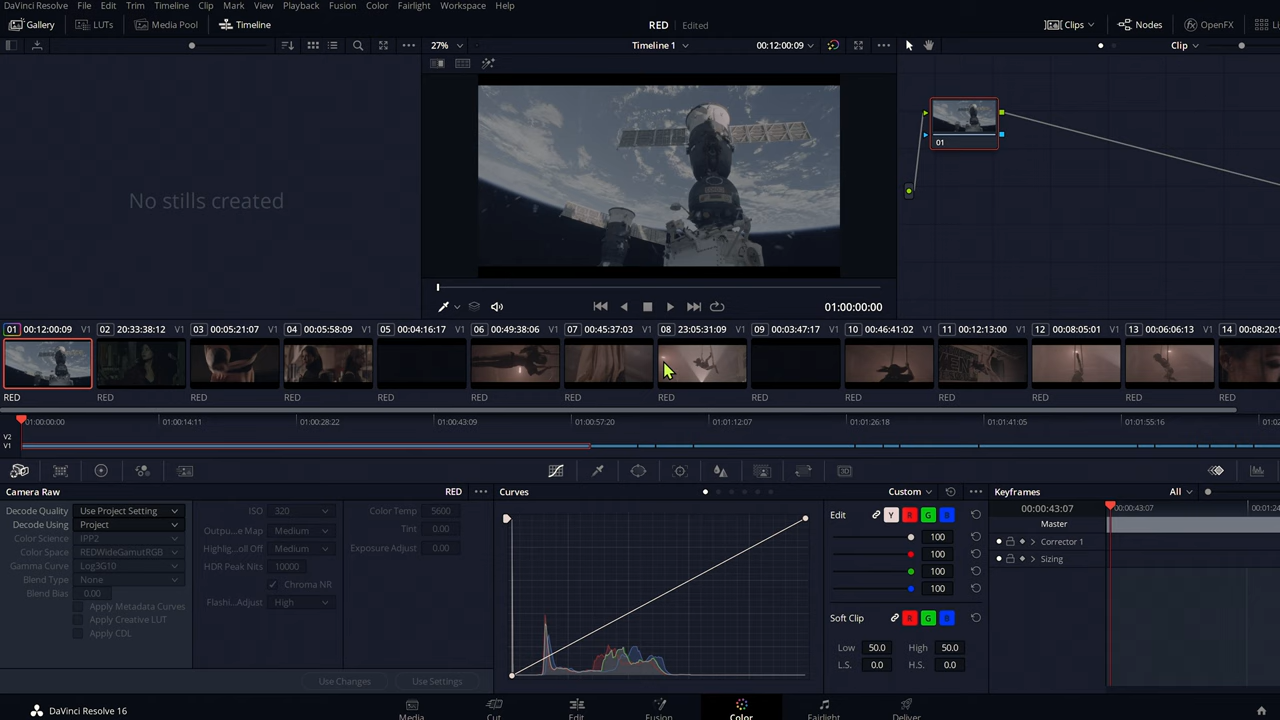 DaVinci Resolve File Edit Trim Timeline Clip Mark View Playback Fusion Color Fairlight Workspace Help
Gallery LUTs Media Pool Timeline RED Edited Clips Nodes OpenFX
27% Timeline 1 00:12:00:09 Clip
No stills created
01
01:00:00:00
01 00:12:00:09 V1 02 20:33:38:12 V1 03 00:05:21:07 V1 04 00:05:58:09 V1 05 00:04:16:17 V1 06 00:49:38:06 V1 07 00:45:37:03 V1 08 23:05:31:09 V1 09 00:03:47:17 V1 10 00:46:41:02 V1 11 00:12:13:00 V1 12 00:08:05:01 V1 13 00:06:06:13 V1 14 00:08:20:1
RED RED RED RED RED RED RED RED RED RED RED RED RED RED
01:00:00:00 01:00:14:11 01:00:28:22 01:00:43:09 01:00:57:20 01:01:12:07 01:01:26:18 01:01:41:05 01:01:55:16 01:02
V2
V1
3D
Camera Raw RED Curves Custom Keyframes All
Decode Quality Use Project Setting ISO 320 Color Temp 5600 Edit Y R G B 00:00:43:07 00:00:43:07 00:01:2
Decode Using Project Tint 0.00 Master
Color Science IPP2 Outpu...e Map Medium Exposure Adjust 0.00 100 Corrector 1
Color Space REDWideGamutRGB Highlig...oll Off Medium 100 Sizing
Gamma Curve Log3G10 HDR Peak Nits 10000 100
Blend Type None Chroma NR 100
Blend Bias 0.00 Flashi...Adjust High
Apply Metadata Curves
Apply Creative LUT Soft Clip R G B
Apply CDL
Low 50.0 High 50.0
L.S. 0.0 H.S. 0.0
Use Changes Use Settings
DaVinci Resolve 16 Media Cut Edit Fusion Color Fairlight Deliver